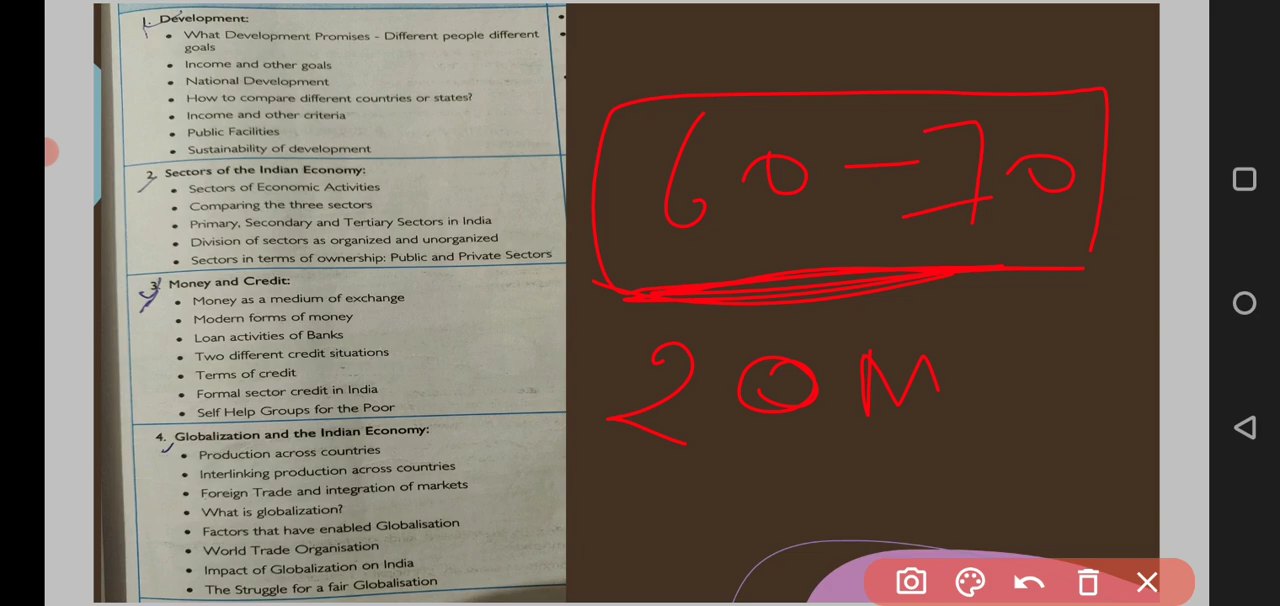 1. Development:
• What Development Promises - Different people different
goals
• Income and other goals
• National Development
• How to compare different countries or states?
• Income and other criteria
• Public Facilities
• Sustainability of development
2. Sectors of the Indian Economy:
• Sectors of Economic Activities
• Comparing the three sectors
• Primary, Secondary and Tertiary Sectors in India
• Division of sectors as organized and unorganized
• Sectors in terms of ownership: Public and Private Sectors
3. Money and Credit:
• Money as a medium of exchange
• Modern forms of money
• Loan activities of Banks
• Two different credit situations
• Terms of credit
• Formal sector credit in India
• Self Help Groups for the Poor
4. Globalization and the Indian Economy:
• Production across countries
• Interlinking production across countries
• Foreign Trade and integration of markets
• What is globalization?
• Factors that have enabled Globalisation
• World Trade Organisation
• Impact of Globalization on India
• The Struggle for a fair Globalisation
60-70
20M